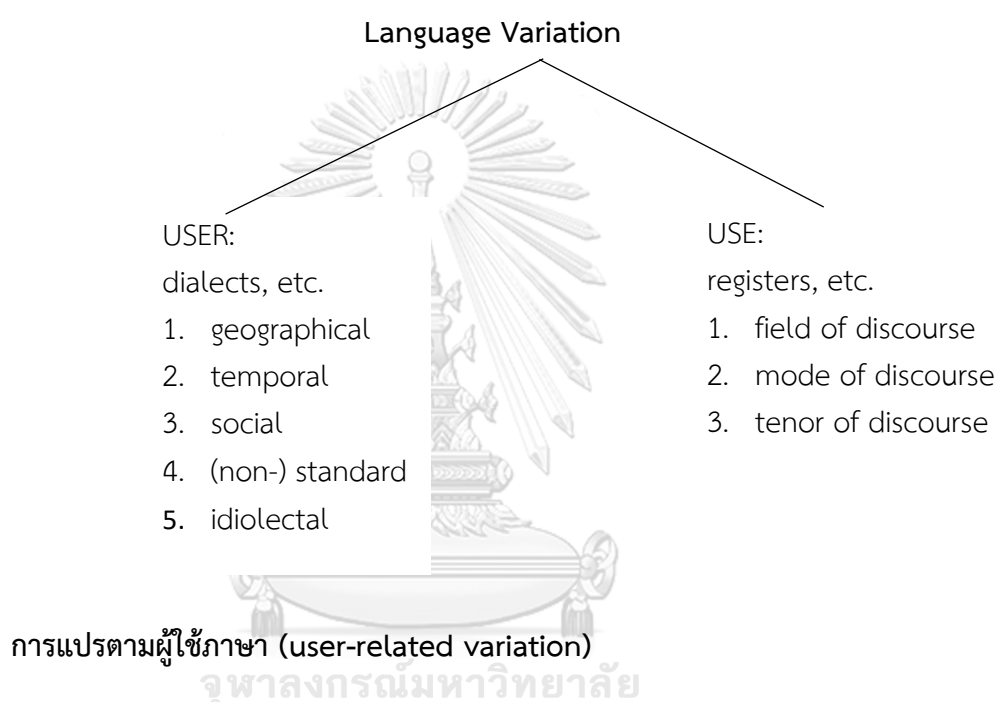 Language Variation
USER:
dialects, etc.
1. geographical
2. temporal
3. social
4. (non-) standard
5. idiolectal
USE:
registers, etc.
1. field of discourse
2. mode of discourse
3. tenor of discourse
การแปรตามผู้ใช้ภาษา (user-related variation)
จุฬาลงกรณ์มหาวิทยาลัย